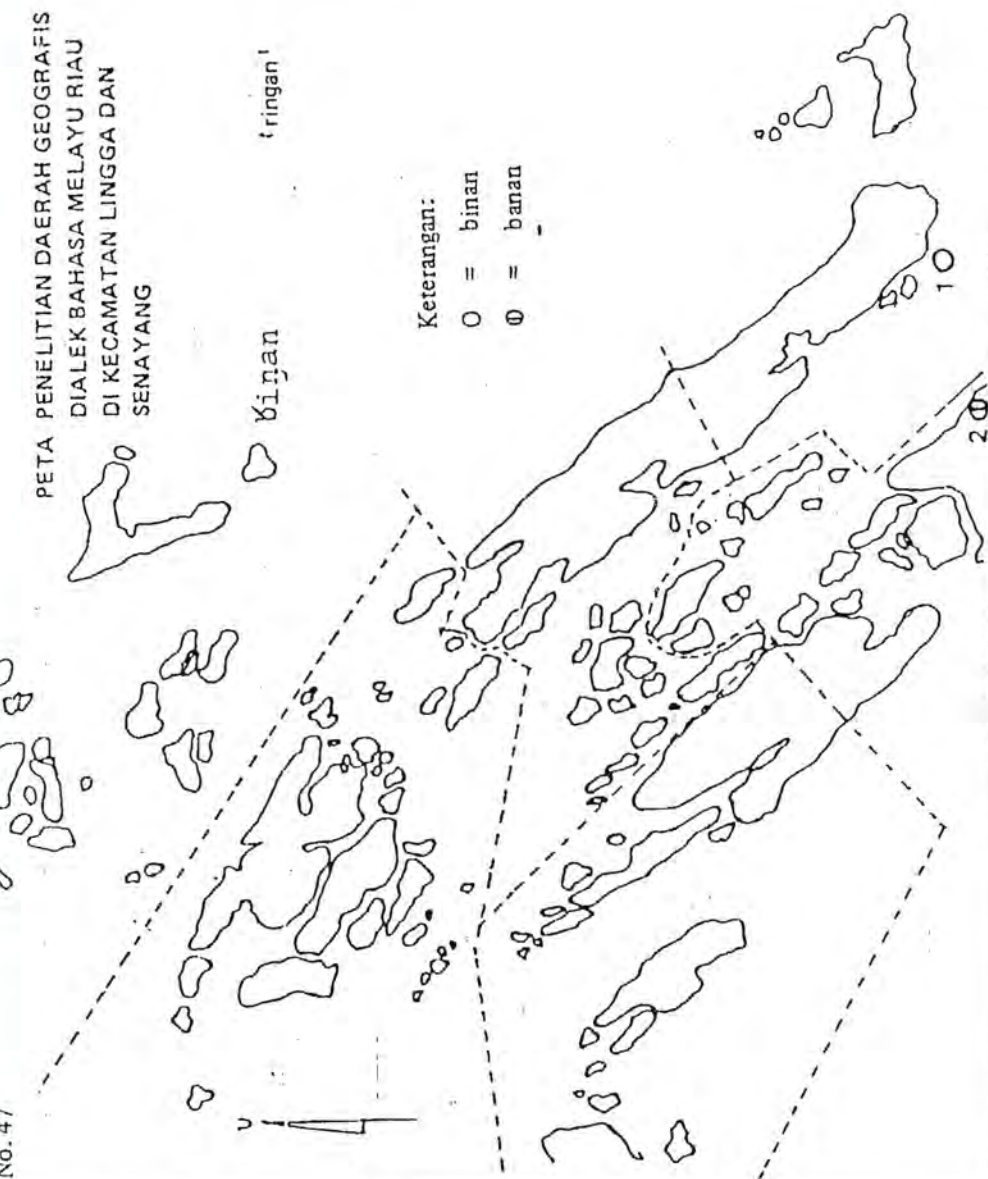 No. 47
PETA PENELITIAN DAERAH GEOGRAFIS
DIALEK BAHASA MELAYU RIAU
DI KECAMATAN LINGGA DAN
SENAYANG
Binan
'ringan'
Keterangan:
O = binan
⦶ = banan
U
1 O
2 ⦶